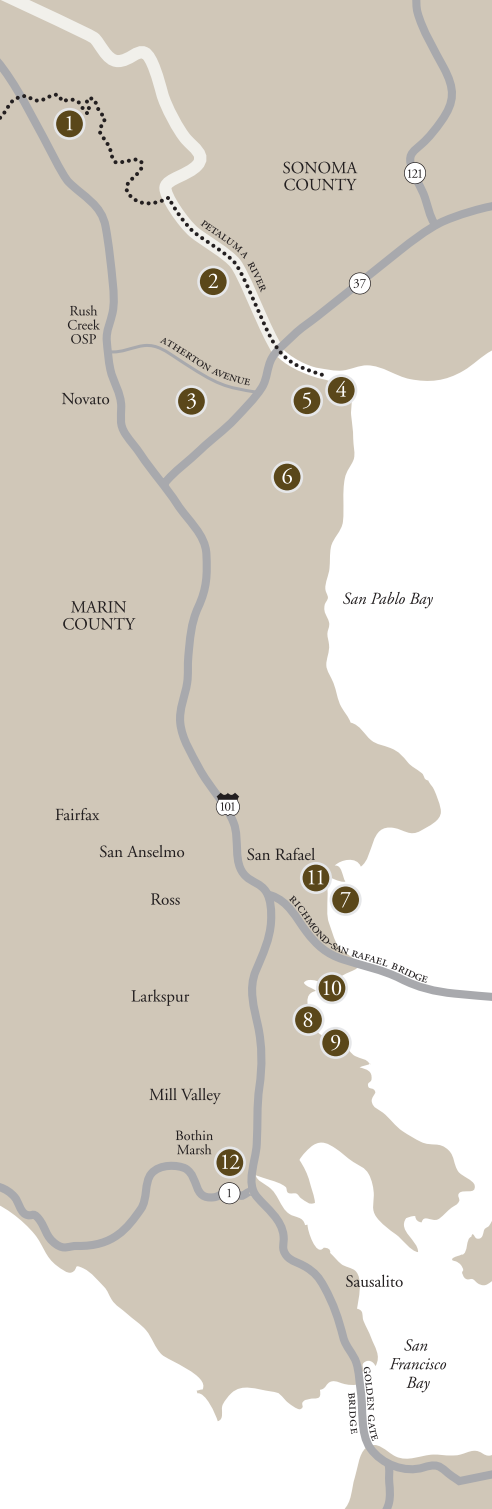 1
SONOMA
COUNTY
121
PETALUMA RIVER
2
37
Rush
Creek
OSP
ATHERTON AVENUE
4
Novato
3
5
6
San Pablo Bay
MARIN
COUNTY
101
Fairfax
San Anselmo
San Rafael
11
7
Ross
RICHMOND-SAN RAFAEL BRIDGE
10
Larkspur
8
9
Mill Valley
Bothin
Marsh
12
1
Sausalito
San
Francisco
Bay
GOLDEN GATE
BRIDGE